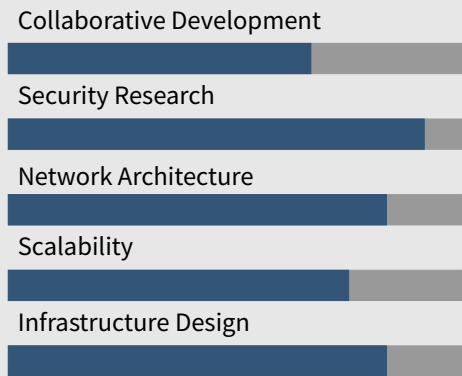 Collaborative Development
Security Research
Network Architecture
Scalability
Infrastructure Design